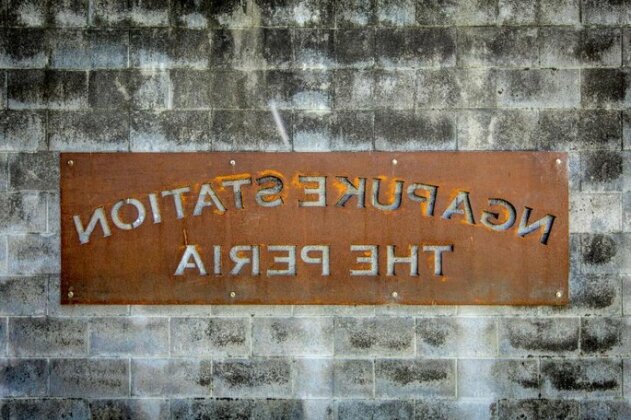 NGAPUKE STATION
THE PERIA